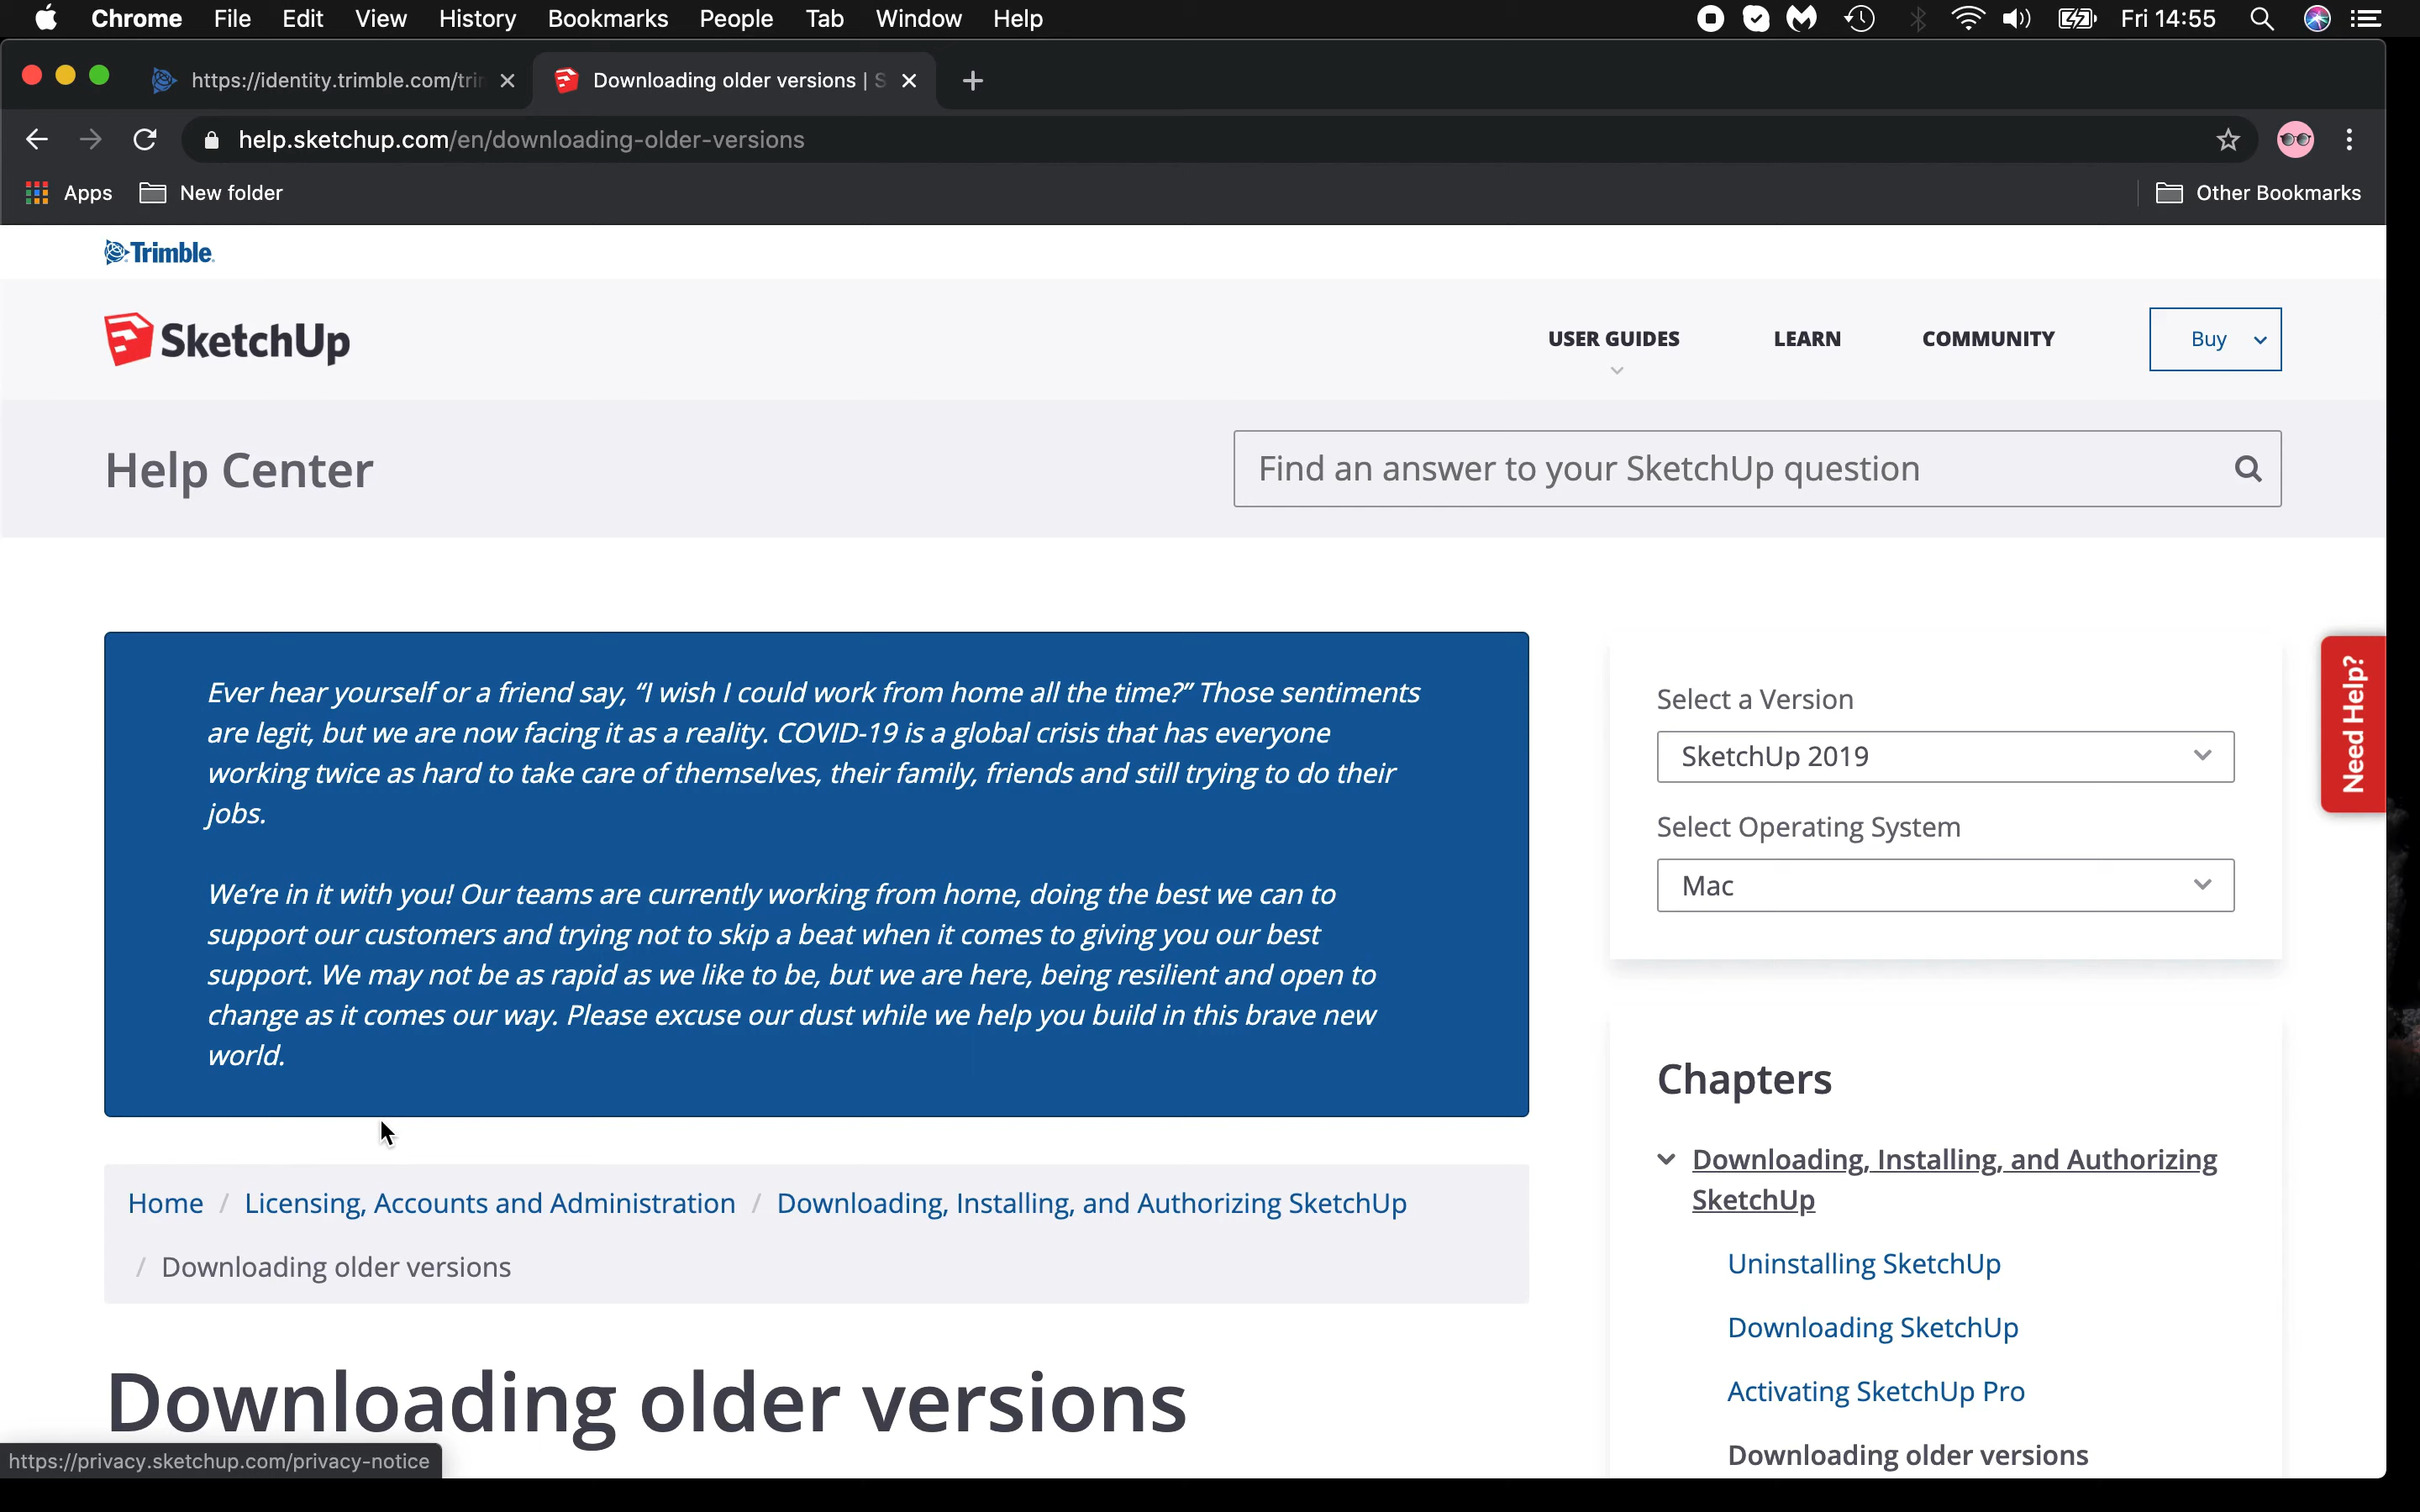 Chrome File Edit View History Bookmarks People Tab Window Help Fri 14:55
https://identity.trimble.com/tri Downloading older versions | S
help.sketchup.com/en/downloading-older-versions
Apps New folder Other Bookmarks
Trimble
SketchUp USER GUIDES LEARN COMMUNITY Buy
Help Center Find an answer to your SketchUp question
Ever hear yourself or a friend say, “I wish I could work from home all the time?” Those sentiments
are legit, but we are now facing it as a reality. COVID-19 is a global crisis that has everyone
working twice as hard to take care of themselves, their family, friends and still trying to do their
jobs.
We’re in it with you! Our teams are currently working from home, doing the best we can to
support our customers and trying not to skip a beat when it comes to giving you our best
support. We may not be as rapid as we like to be, but we are here, being resilient and open to
change as it comes our way. Please excuse our dust while we help you build in this brave new
world.
Home / Licensing, Accounts and Administration / Downloading, Installing, and Authorizing SketchUp
/ Downloading older versions
Downloading older versions
https://privacy.sketchup.com/privacy-notice
Select a Version
SketchUp 2019
Select Operating System
Mac
Need Help?
Chapters
Downloading, Installing, and Authorizing
SketchUp
Uninstalling SketchUp
Downloading SketchUp
Activating SketchUp Pro
Downloading older versions